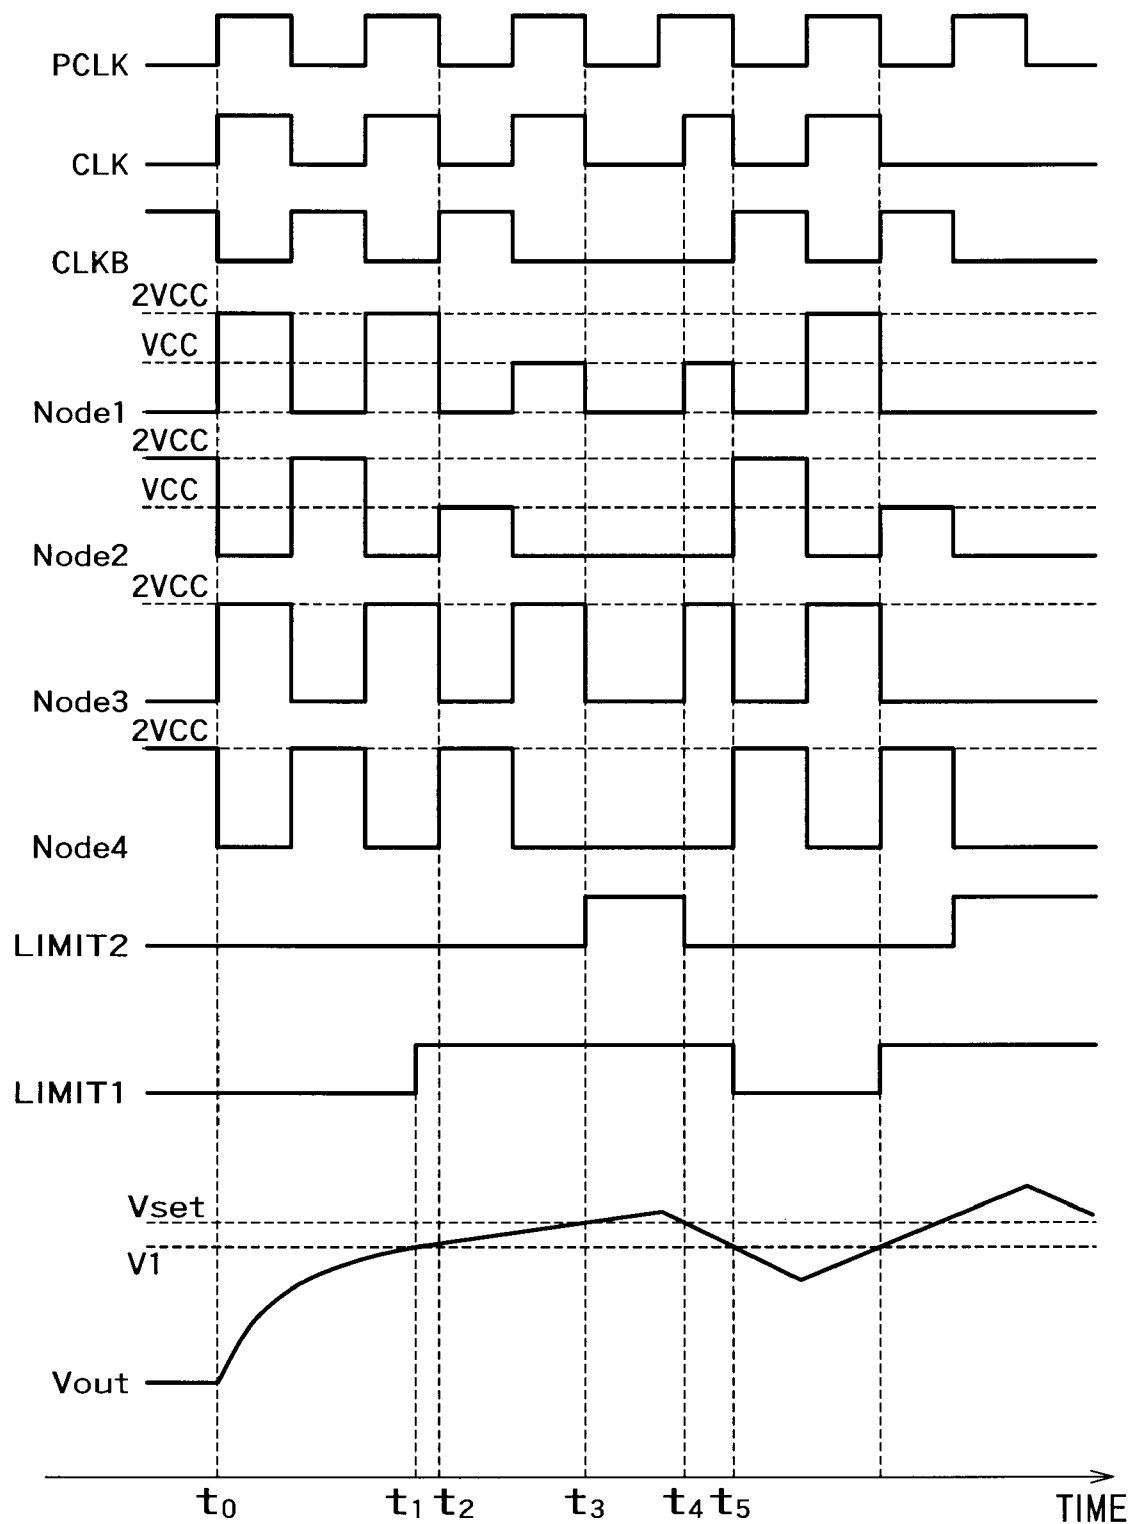 PCLK
CLK
CLKB
2VCC
VCC
Node1
2VCC
VCC
Node2
2VCC
Node3
2VCC
Node4
LIMIT2
LIMIT1
Vset
V1
Vout
t0 t1 t2 t3 t4 t5 TIME